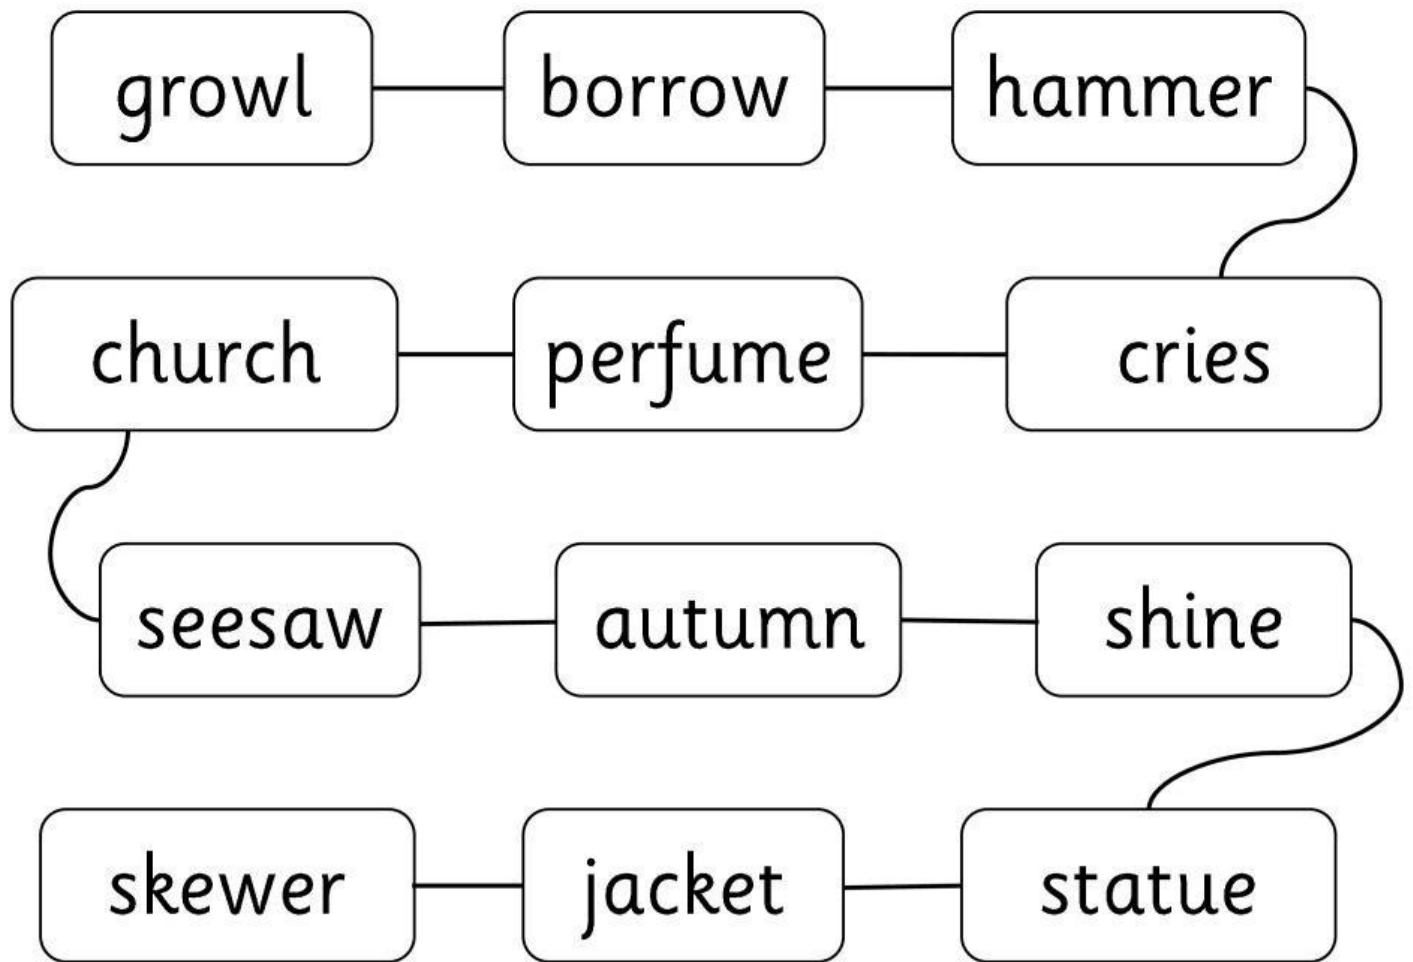 growl borrow hammer
church perfume cries
seesaw autumn shine
skewer jacket statue